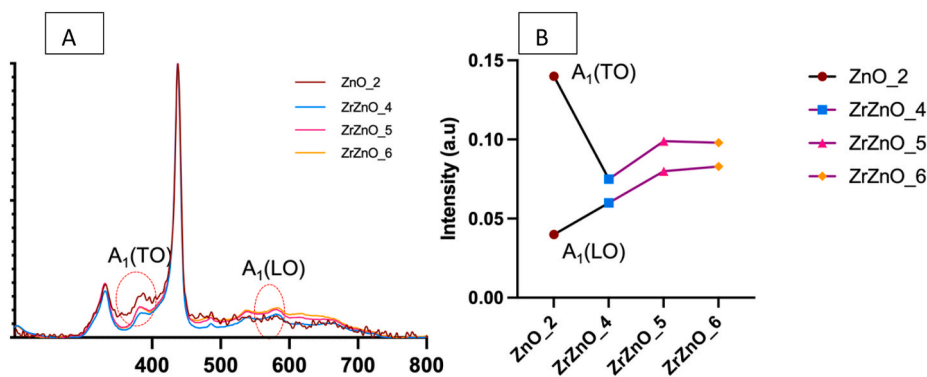 A
ZnO_2
ZrZnO_4
ZrZnO_5
ZrZnO_6
A₁(TO)
A₁(LO)
400 500 600 700 800
B
Intensity (a.u)
0.15
0.10
0.05
0.00
A₁(TO)
A₁(LO)
ZnO_2
ZrZnO_4
ZrZnO_5
ZrZnO_6
ZnO_2
ZrZnO_4
ZrZnO_5
ZrZnO_6